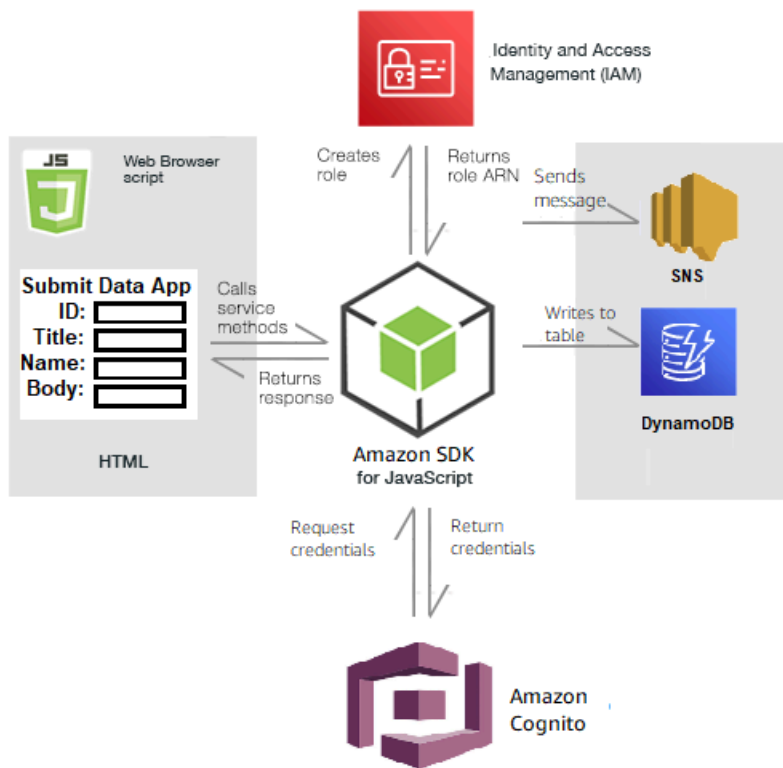 Identity and Access
Management (IAM)
JS
Web Browser
script
Creates
role
Returns
role ARN
Sends
message
SNS
Submit Data App
ID:
Title:
Name:
Body:
Calls
service
methods
Returns
response
Writes to
table
DynamoDB
HTML
Amazon SDK
for JavaScript
Request
credentials
Return
credentials
Amazon
Cognito